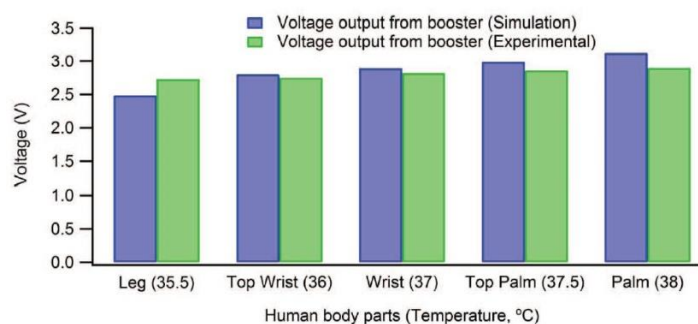 Voltage output from booster (Simulation)
Voltage output from booster (Experimental)
3.5
3.0
2.5
2.0
1.5
1.0
0.5
0.0
Voltage (V)
Leg (35.5) Top Wrist (36) Wrist (37) Top Palm (37.5) Palm (38)
Human body parts (Temperature, ºC)